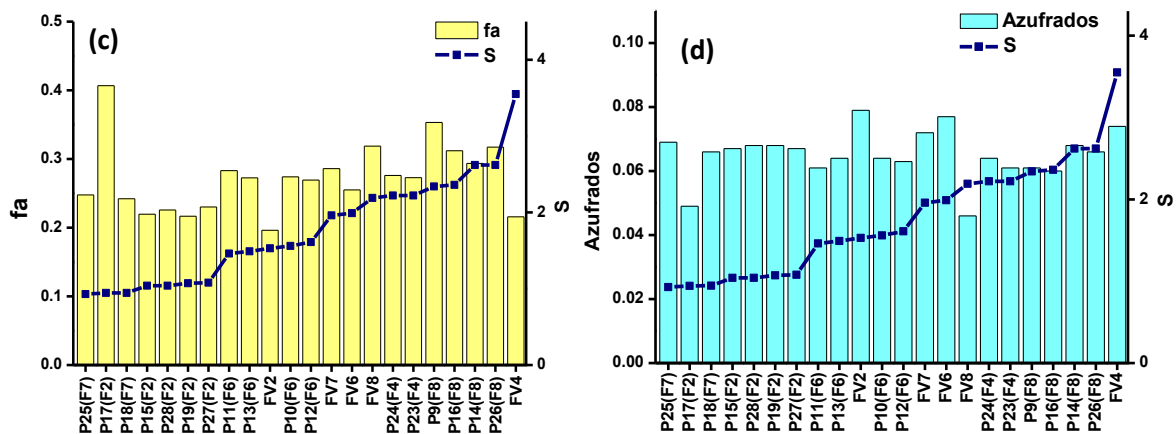 (c)
fa
S
0.5
0.4
0.3
0.2
0.1
0.0
fa
4
2
0
S
P25(F7)
P17(F2)
P18(F7)
P15(F2)
P28(F2)
P19(F2)
P27(F2)
P11(F6)
P13(F6)
FV2
P10(F6)
P12(F6)
FV7
FV6
FV8
P24(F4)
P23(F4)
P9(F8)
P16(F8)
P14(F8)
P26(F8)
FV4
(d)
Azufrados
S
0.10
0.08
0.06
0.04
0.02
0.00
Azufrados
4
2
0
S
P25(F7)
P17(F2)
P18(F7)
P15(F2)
P28(F2)
P19(F2)
P27(F2)
P11(F6)
P13(F6)
FV2
P10(F6)
P12(F6)
FV7
FV6
FV8
P24(F4)
P23(F4)
P9(F8)
P16(F8)
P14(F8)
P26(F8)
FV4